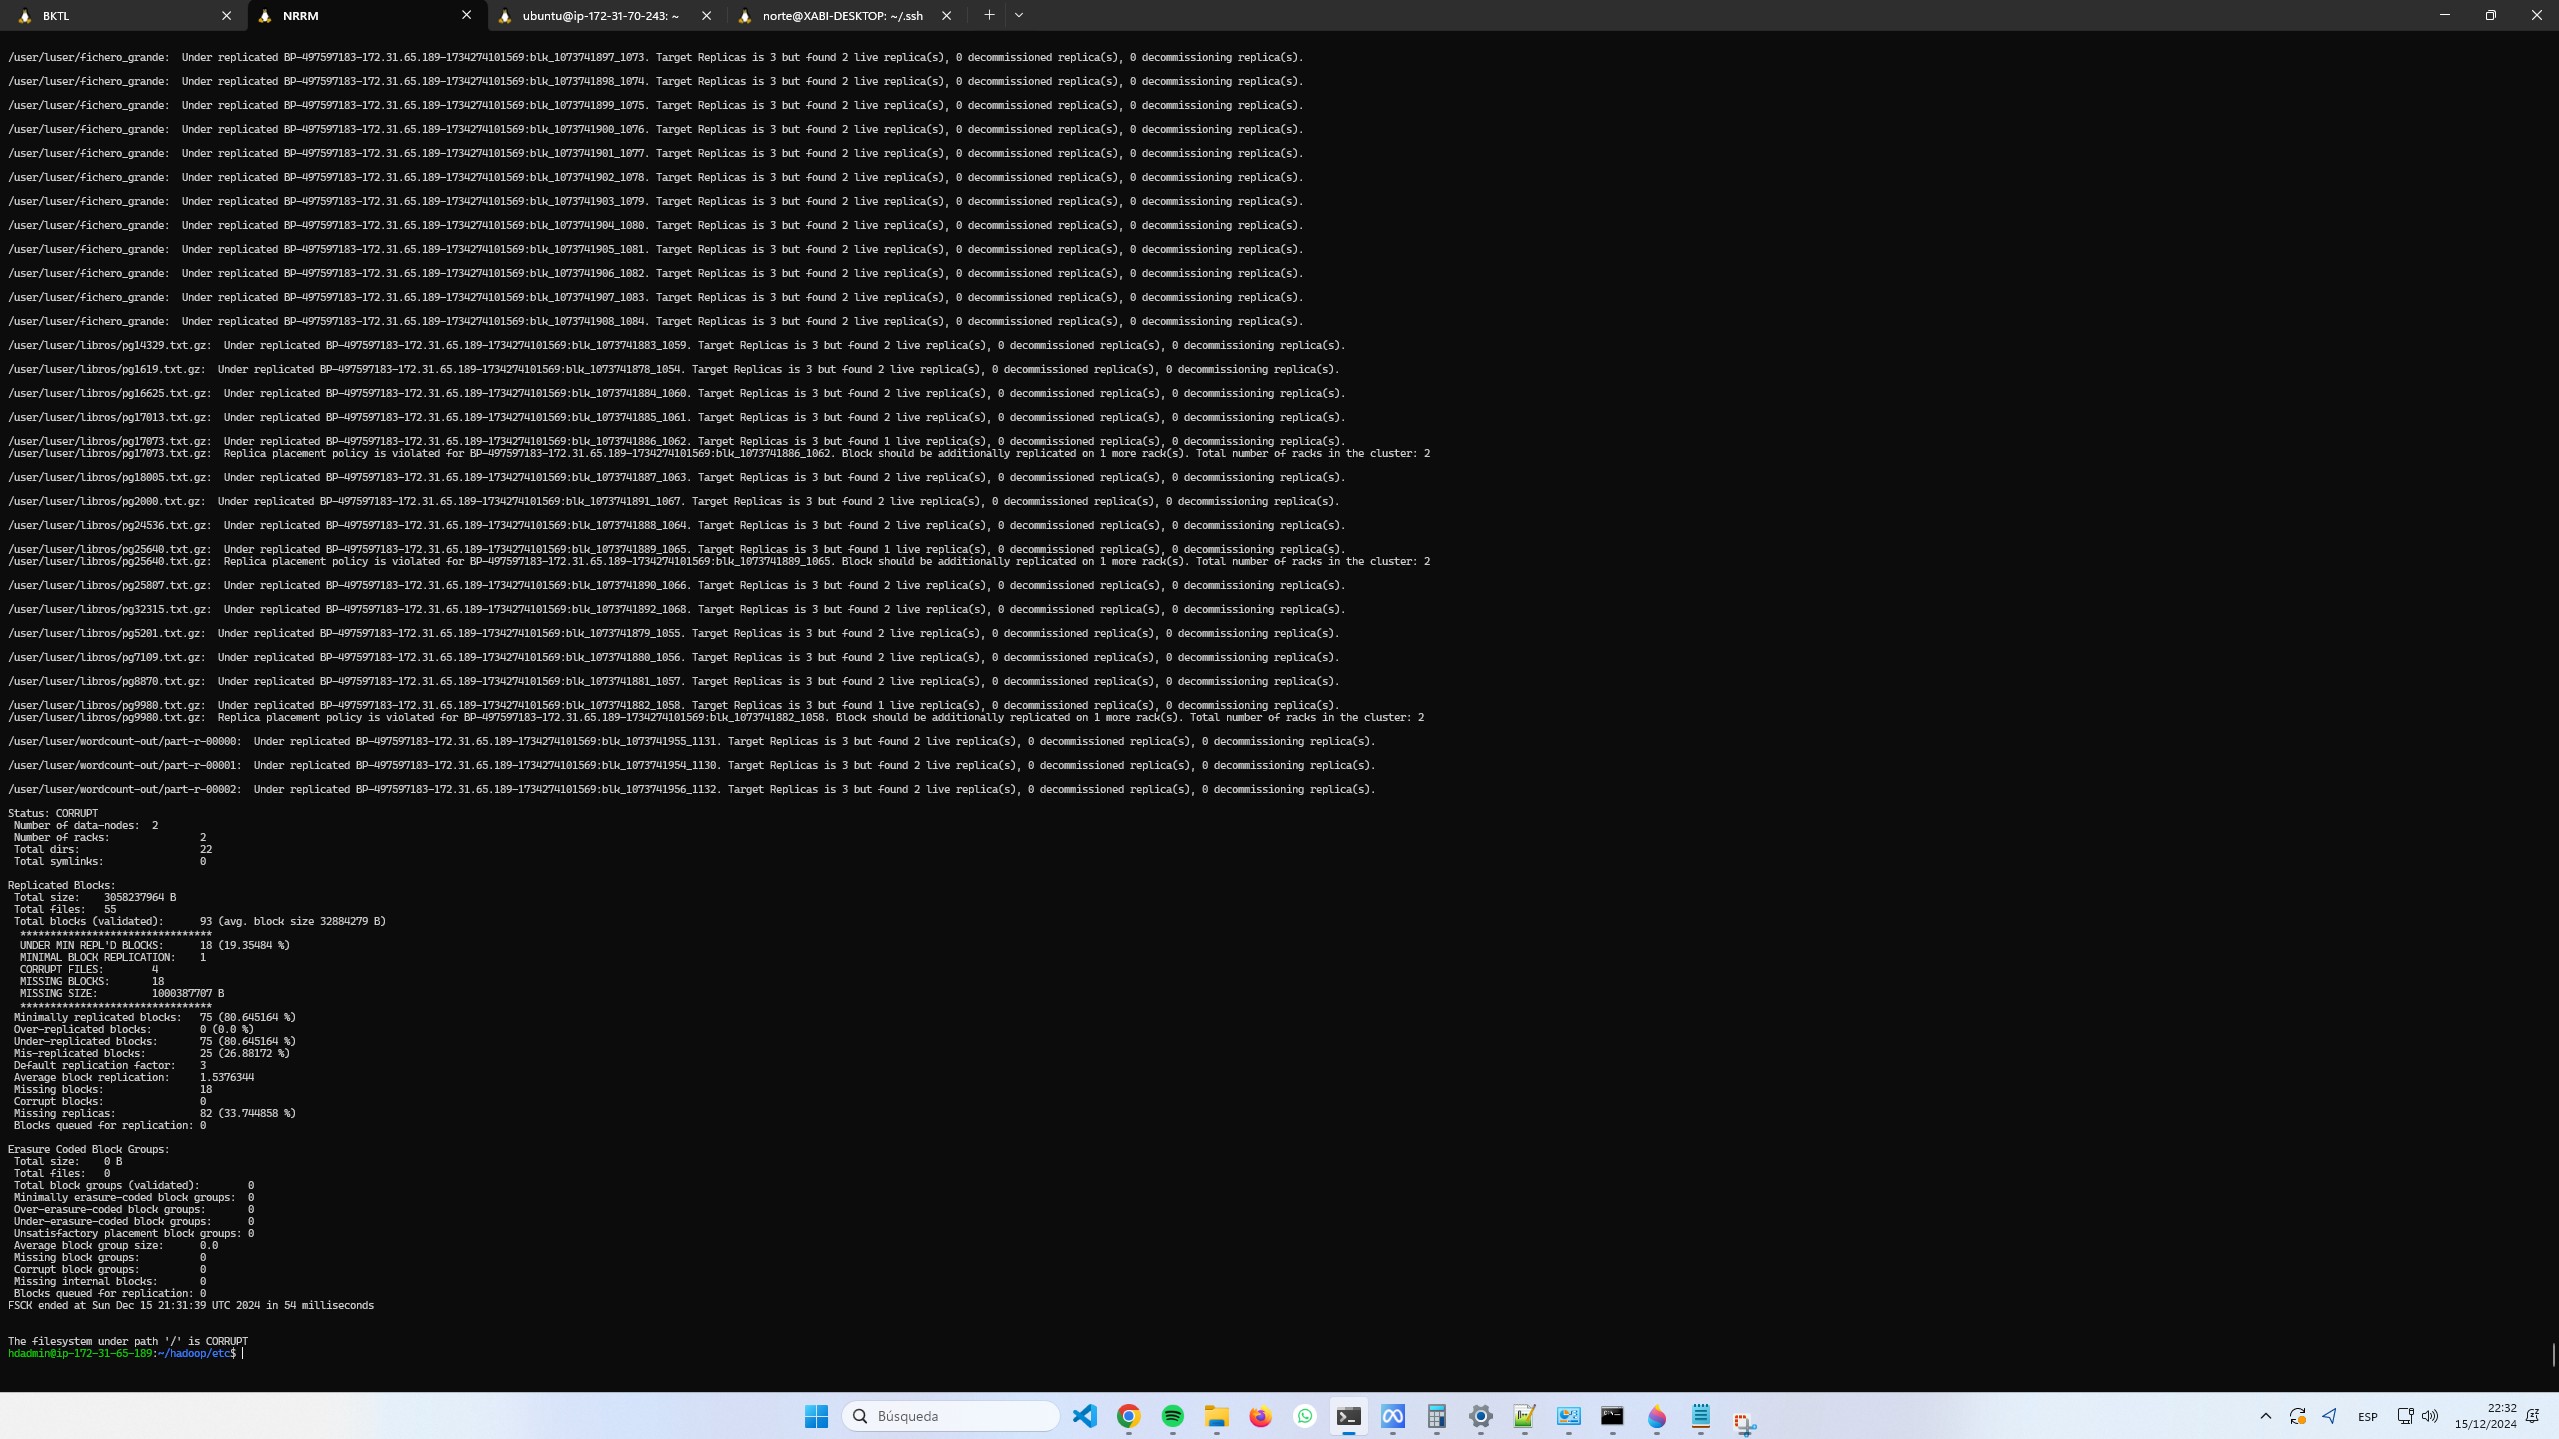 BKTL
NRRM
ubuntu@ip-172-31-70-243: ~
norte@XABI-DESKTOP: ~/.ssh
/user/luser/fichero_grande:  Under replicated BP-497597183-172.31.65.189-1734274101569:blk_1073741897_1073. Target Replicas is 3 but found 2 live replica(s), 0 decommissioned replica(s), 0 decommissioning replica(s).
/user/luser/fichero_grande:  Under replicated BP-497597183-172.31.65.189-1734274101569:blk_1073741898_1074. Target Replicas is 3 but found 2 live replica(s), 0 decommissioned replica(s), 0 decommissioning replica(s).
/user/luser/fichero_grande:  Under replicated BP-497597183-172.31.65.189-1734274101569:blk_1073741899_1075. Target Replicas is 3 but found 2 live replica(s), 0 decommissioned replica(s), 0 decommissioning replica(s).
/user/luser/fichero_grande:  Under replicated BP-497597183-172.31.65.189-1734274101569:blk_1073741900_1076. Target Replicas is 3 but found 2 live replica(s), 0 decommissioned replica(s), 0 decommissioning replica(s).
/user/luser/fichero_grande:  Under replicated BP-497597183-172.31.65.189-1734274101569:blk_1073741901_1077. Target Replicas is 3 but found 2 live replica(s), 0 decommissioned replica(s), 0 decommissioning replica(s).
/user/luser/fichero_grande:  Under replicated BP-497597183-172.31.65.189-1734274101569:blk_1073741902_1078. Target Replicas is 3 but found 2 live replica(s), 0 decommissioned replica(s), 0 decommissioning replica(s).
/user/luser/fichero_grande:  Under replicated BP-497597183-172.31.65.189-1734274101569:blk_1073741903_1079. Target Replicas is 3 but found 2 live replica(s), 0 decommissioned replica(s), 0 decommissioning replica(s).
/user/luser/fichero_grande:  Under replicated BP-497597183-172.31.65.189-1734274101569:blk_1073741904_1080. Target Replicas is 3 but found 2 live replica(s), 0 decommissioned replica(s), 0 decommissioning replica(s).
/user/luser/fichero_grande:  Under replicated BP-497597183-172.31.65.189-1734274101569:blk_1073741905_1081. Target Replicas is 3 but found 2 live replica(s), 0 decommissioned replica(s), 0 decommissioning replica(s).
/user/luser/fichero_grande:  Under replicated BP-497597183-172.31.65.189-1734274101569:blk_1073741906_1082. Target Replicas is 3 but found 2 live replica(s), 0 decommissioned replica(s), 0 decommissioning replica(s).
/user/luser/fichero_grande:  Under replicated BP-497597183-172.31.65.189-1734274101569:blk_1073741907_1083. Target Replicas is 3 but found 2 live replica(s), 0 decommissioned replica(s), 0 decommissioning replica(s).
/user/luser/fichero_grande:  Under replicated BP-497597183-172.31.65.189-1734274101569:blk_1073741908_1084. Target Replicas is 3 but found 2 live replica(s), 0 decommissioned replica(s), 0 decommissioning replica(s).
/user/luser/libros/pg14329.txt.gz:  Under replicated BP-497597183-172.31.65.189-1734274101569:blk_1073741883_1059. Target Replicas is 3 but found 2 live replica(s), 0 decommissioned replica(s), 0 decommissioning replica(s).
/user/luser/libros/pg1619.txt.gz:  Under replicated BP-497597183-172.31.65.189-1734274101569:blk_1073741878_1054. Target Replicas is 3 but found 2 live replica(s), 0 decommissioned replica(s), 0 decommissioning replica(s).
/user/luser/libros/pg16625.txt.gz:  Under replicated BP-497597183-172.31.65.189-1734274101569:blk_1073741884_1060. Target Replicas is 3 but found 2 live replica(s), 0 decommissioned replica(s), 0 decommissioning replica(s).
/user/luser/libros/pg17013.txt.gz:  Under replicated BP-497597183-172.31.65.189-1734274101569:blk_1073741885_1061. Target Replicas is 3 but found 2 live replica(s), 0 decommissioned replica(s), 0 decommissioning replica(s).
/user/luser/libros/pg17073.txt.gz:  Under replicated BP-497597183-172.31.65.189-1734274101569:blk_1073741886_1062. Target Replicas is 3 but found 1 live replica(s), 0 decommissioned replica(s), 0 decommissioning replica(s).
/user/luser/libros/pg17073.txt.gz:  Replica placement policy is violated for BP-497597183-172.31.65.189-1734274101569:blk_1073741886_1062. Block should be additionally replicated on 1 more rack(s). Total number of racks in the cluster: 2
/user/luser/libros/pg18005.txt.gz:  Under replicated BP-497597183-172.31.65.189-1734274101569:blk_1073741887_1063. Target Replicas is 3 but found 2 live replica(s), 0 decommissioned replica(s), 0 decommissioning replica(s).
/user/luser/libros/pg2000.txt.gz:  Under replicated BP-497597183-172.31.65.189-1734274101569:blk_1073741891_1067. Target Replicas is 3 but found 2 live replica(s), 0 decommissioned replica(s), 0 decommissioning replica(s).
/user/luser/libros/pg24536.txt.gz:  Under replicated BP-497597183-172.31.65.189-1734274101569:blk_1073741888_1064. Target Replicas is 3 but found 2 live replica(s), 0 decommissioned replica(s), 0 decommissioning replica(s).
/user/luser/libros/pg25640.txt.gz:  Under replicated BP-497597183-172.31.65.189-1734274101569:blk_1073741889_1065. Target Replicas is 3 but found 1 live replica(s), 0 decommissioned replica(s), 0 decommissioning replica(s).
/user/luser/libros/pg25640.txt.gz:  Replica placement policy is violated for BP-497597183-172.31.65.189-1734274101569:blk_1073741889_1065. Block should be additionally replicated on 1 more rack(s). Total number of racks in the cluster: 2
/user/luser/libros/pg25807.txt.gz:  Under replicated BP-497597183-172.31.65.189-1734274101569:blk_1073741890_1066. Target Replicas is 3 but found 2 live replica(s), 0 decommissioned replica(s), 0 decommissioning replica(s).
/user/luser/libros/pg32315.txt.gz:  Under replicated BP-497597183-172.31.65.189-1734274101569:blk_1073741892_1068. Target Replicas is 3 but found 2 live replica(s), 0 decommissioned replica(s), 0 decommissioning replica(s).
/user/luser/libros/pg5201.txt.gz:  Under replicated BP-497597183-172.31.65.189-1734274101569:blk_1073741879_1055. Target Replicas is 3 but found 2 live replica(s), 0 decommissioned replica(s), 0 decommissioning replica(s).
/user/luser/libros/pg7109.txt.gz:  Under replicated BP-497597183-172.31.65.189-1734274101569:blk_1073741880_1056. Target Replicas is 3 but found 2 live replica(s), 0 decommissioned replica(s), 0 decommissioning replica(s).
/user/luser/libros/pg8870.txt.gz:  Under replicated BP-497597183-172.31.65.189-1734274101569:blk_1073741881_1057. Target Replicas is 3 but found 2 live replica(s), 0 decommissioned replica(s), 0 decommissioning replica(s).
/user/luser/libros/pg9980.txt.gz:  Under replicated BP-497597183-172.31.65.189-1734274101569:blk_1073741882_1058. Target Replicas is 3 but found 1 live replica(s), 0 decommissioned replica(s), 0 decommissioning replica(s).
/user/luser/libros/pg9980.txt.gz:  Replica placement policy is violated for BP-497597183-172.31.65.189-1734274101569:blk_1073741882_1058. Block should be additionally replicated on 1 more rack(s). Total number of racks in the cluster: 2
/user/luser/wordcount-out/part-r-00000:  Under replicated BP-497597183-172.31.65.189-1734274101569:blk_1073741955_1131. Target Replicas is 3 but found 2 live replica(s), 0 decommissioned replica(s), 0 decommissioning replica(s).
/user/luser/wordcount-out/part-r-00001:  Under replicated BP-497597183-172.31.65.189-1734274101569:blk_1073741954_1130. Target Replicas is 3 but found 2 live replica(s), 0 decommissioned replica(s), 0 decommissioning replica(s).
/user/luser/wordcount-out/part-r-00002:  Under replicated BP-497597183-172.31.65.189-1734274101569:blk_1073741956_1132. Target Replicas is 3 but found 2 live replica(s), 0 decommissioned replica(s), 0 decommissioning replica(s).
Status: CORRUPT
Number of data-nodes:  2
Number of racks:  2
Total dirs:  22
Total symlinks:  0
Replicated Blocks:
Total size:  3058237964 B
Total files:  55
Total blocks (validated):  93 (avg. block size 32884279 B)
********************************
UNDER MIN REPL'D BLOCKS:  18 (19.35484 %)
MINIMAL BLOCK REPLICATION:  1
CORRUPT FILES:  4
MISSING BLOCKS:  18
MISSING SIZE:  1000387707 B
********************************
Minimally replicated blocks:  75 (80.645164 %)
Over-replicated blocks:  0 (0.0 %)
Under-replicated blocks:  75 (80.645164 %)
Mis-replicated blocks:  25 (26.88172 %)
Default replication factor:  3
Average block replication:  1.5376344
Missing blocks:  18
Corrupt blocks:  0
Missing replicas:  82 (33.744858 %)
Blocks queued for replication: 0
Erasure Coded Block Groups:
Total size:  0 B
Total files:  0
Total block groups (validated):  0
Minimally erasure-coded block groups:  0
Over-erasure-coded block groups:  0
Under-erasure-coded block groups:  0
Unsatisfactory placement block groups: 0
Average block group size:  0.0
Missing block groups:  0
Corrupt block groups:  0
Missing internal blocks:  0
Blocks queued for replication: 0
FSCK ended at Sun Dec 15 21:31:39 UTC 2024 in 54 milliseconds
The filesystem under path '/' is CORRUPT
hdadmin@ip-172-31-65-189:~/hadoop/etc$
Búsqueda
ESP
22:32
15/12/2024